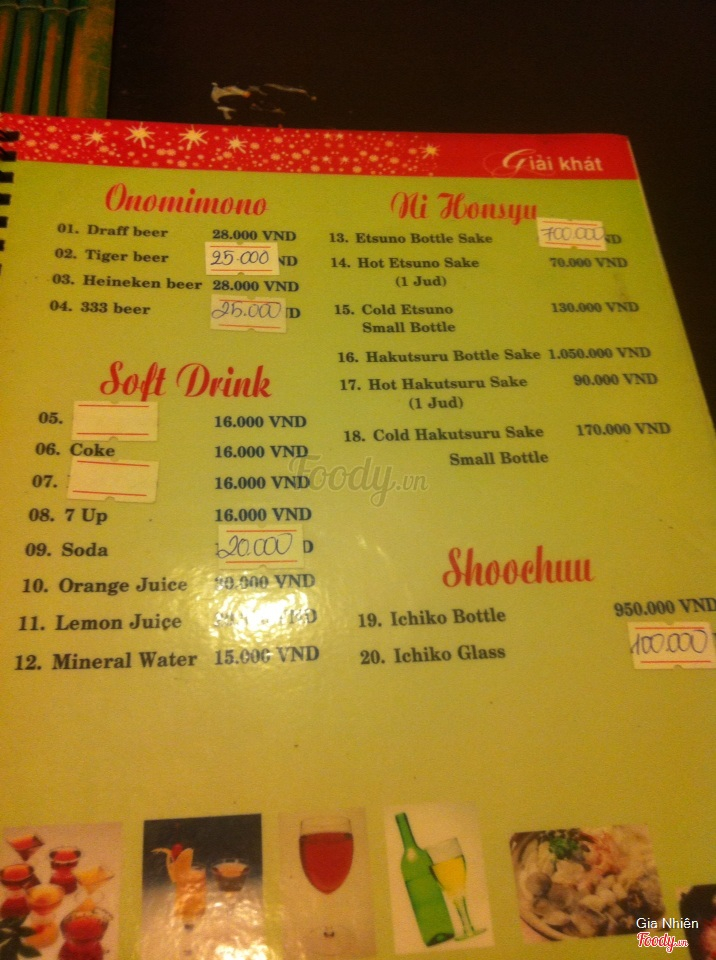 Giải khát
Onomimono
01. Draff beer 28.000 VND
02. Tiger beer 25.000 ND
03. Heineken beer 28.000 VND
04. 333 beer 25.000 D
Soft Drink
05. 16.000 VND
06. Coke 16.000 VND
07. 16.000 VND
08. 7 Up 16.000 VND
09. Soda 20.000 D
10. Orange Juice VND
11. Lemon Juice
12. Mineral Water 15.000 VND
Ni Honsyu
13. Etsuno Bottle Sake 700.000 ND
14. Hot Etsuno Sake 70.000 VND
(1 Jud)
15. Cold Etsuno 130.000 VND
Small Bottle
16. Hakutsuru Bottle Sake 1.050.000 VND
17. Hot Hakutsuru Sake 90.000 VND
(1 Jud)
18. Cold Hakutsuru Sake 170.000 VND
Small Bottle
Shoochuu
19. Ichiko Bottle 950.000 VND
20. Ichiko Glass 100.000
Foody.vn
Gia Nhiên
Foody.vn